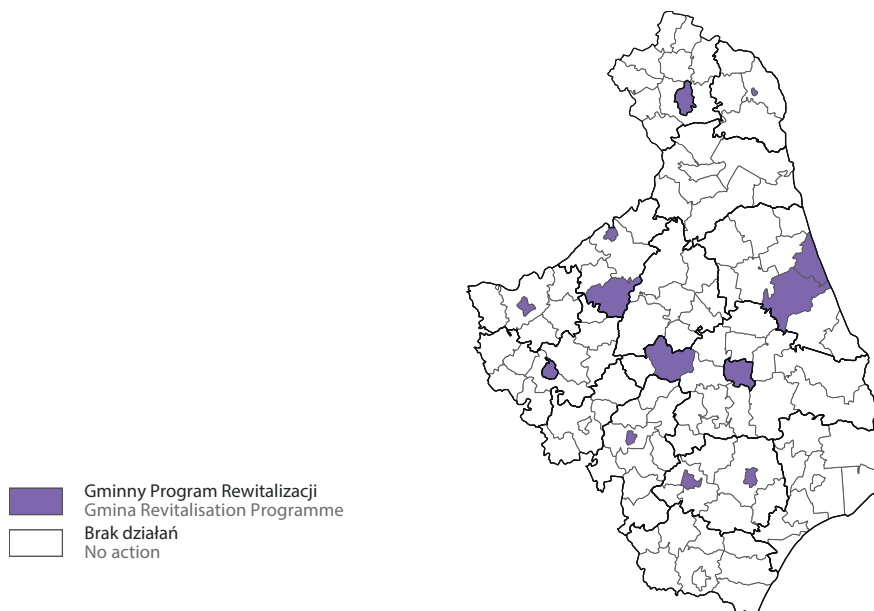 Gminny Program Rewitalizacji
Gmina Revitalisation Programme
Brak działań
No action